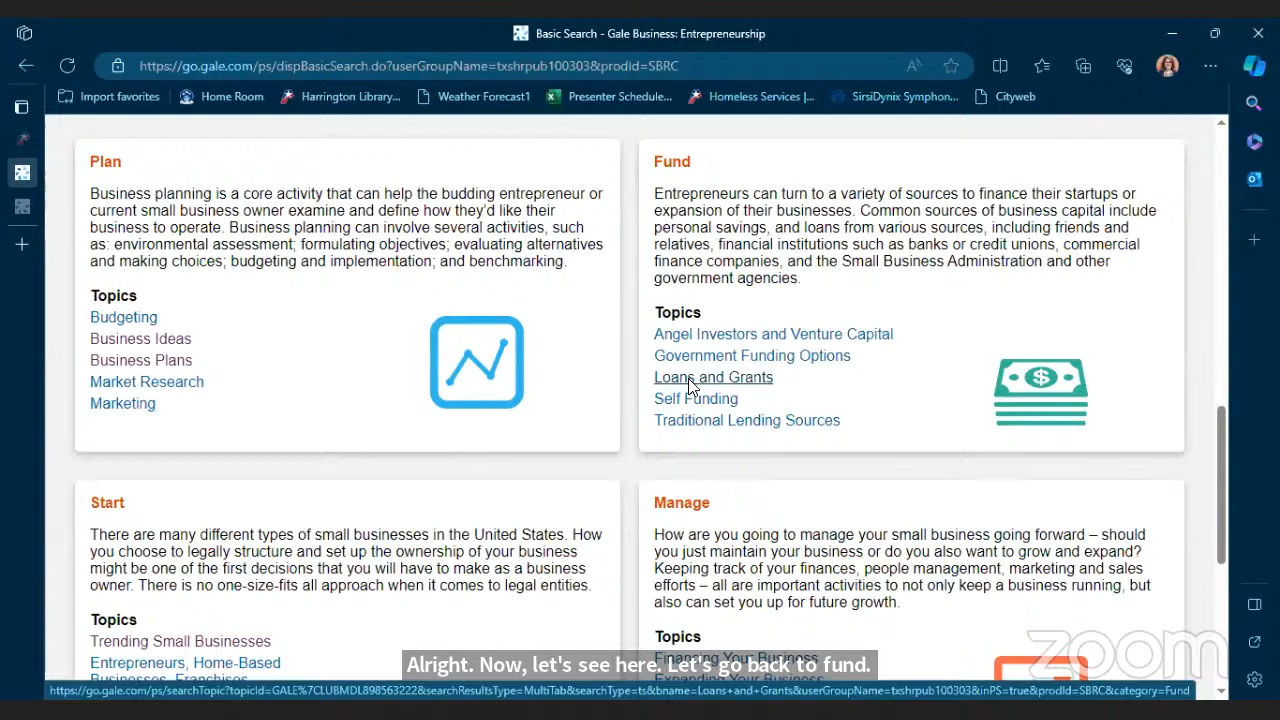 Basic Search - Gale Business: Entrepreneurship
https://go.gale.com/ps/dispBasicSearch.do?userGroupName=txshrpub100303&prodId=SBRC
Import favorites
Home Room
Harrington Library...
Weather Forecast1
Presenter Schedule...
Homeless Services |...
SirsiDynix Symphon...
Cityweb
Plan
Business planning is a core activity that can help the budding entrepreneur or
current small business owner examine and define how they'd like their
business to operate. Business planning can involve several activities, such
as: environmental assessment; formulating objectives; evaluating alternatives
and making choices; budgeting and implementation; and benchmarking.
Topics
Budgeting
Business Ideas
Business Plans
Market Research
Marketing
Fund
Entrepreneurs can turn to a variety of sources to finance their startups or
expansion of their businesses. Common sources of business capital include
personal savings, and loans from various sources, including friends and
relatives, financial institutions such as banks or credit unions, commercial
finance companies, and the Small Business Administration and other
government agencies.
Topics
Angel Investors and Venture Capital
Government Funding Options
Loans and Grants
Self Funding
Traditional Lending Sources
$
Start
There are many different types of small businesses in the United States. How
you choose to legally structure and set up the ownership of your business
might be one of the first decisions that you will have to make as a business
owner. There is no one-size-fits all approach when it comes to legal entities.
Topics
Trending Small Businesses
Entrepreneurs, Home-Based
Businesses, Franchises
Manage
How are you going to manage your small business going forward – should
you just maintain your business or do you also want to grow and expand?
Keeping track of your finances, people management, marketing and sales
efforts – all are important activities to not only keep a business running, but
also can set you up for future growth.
Topics
Financing Your Business
Expanding Your Business
zoom
Alright. Now, let's see here. Let's go back to fund.
https://go.gale.com/ps/searchTopic?topicId=GALE%7CUBMDL898563222&searchResultsType=MultiTab&searchType=ts&bname=Loans+and+Grants&userGroupName=txshrpub100303&inPS=true&prodId=SBRC&category=Fund